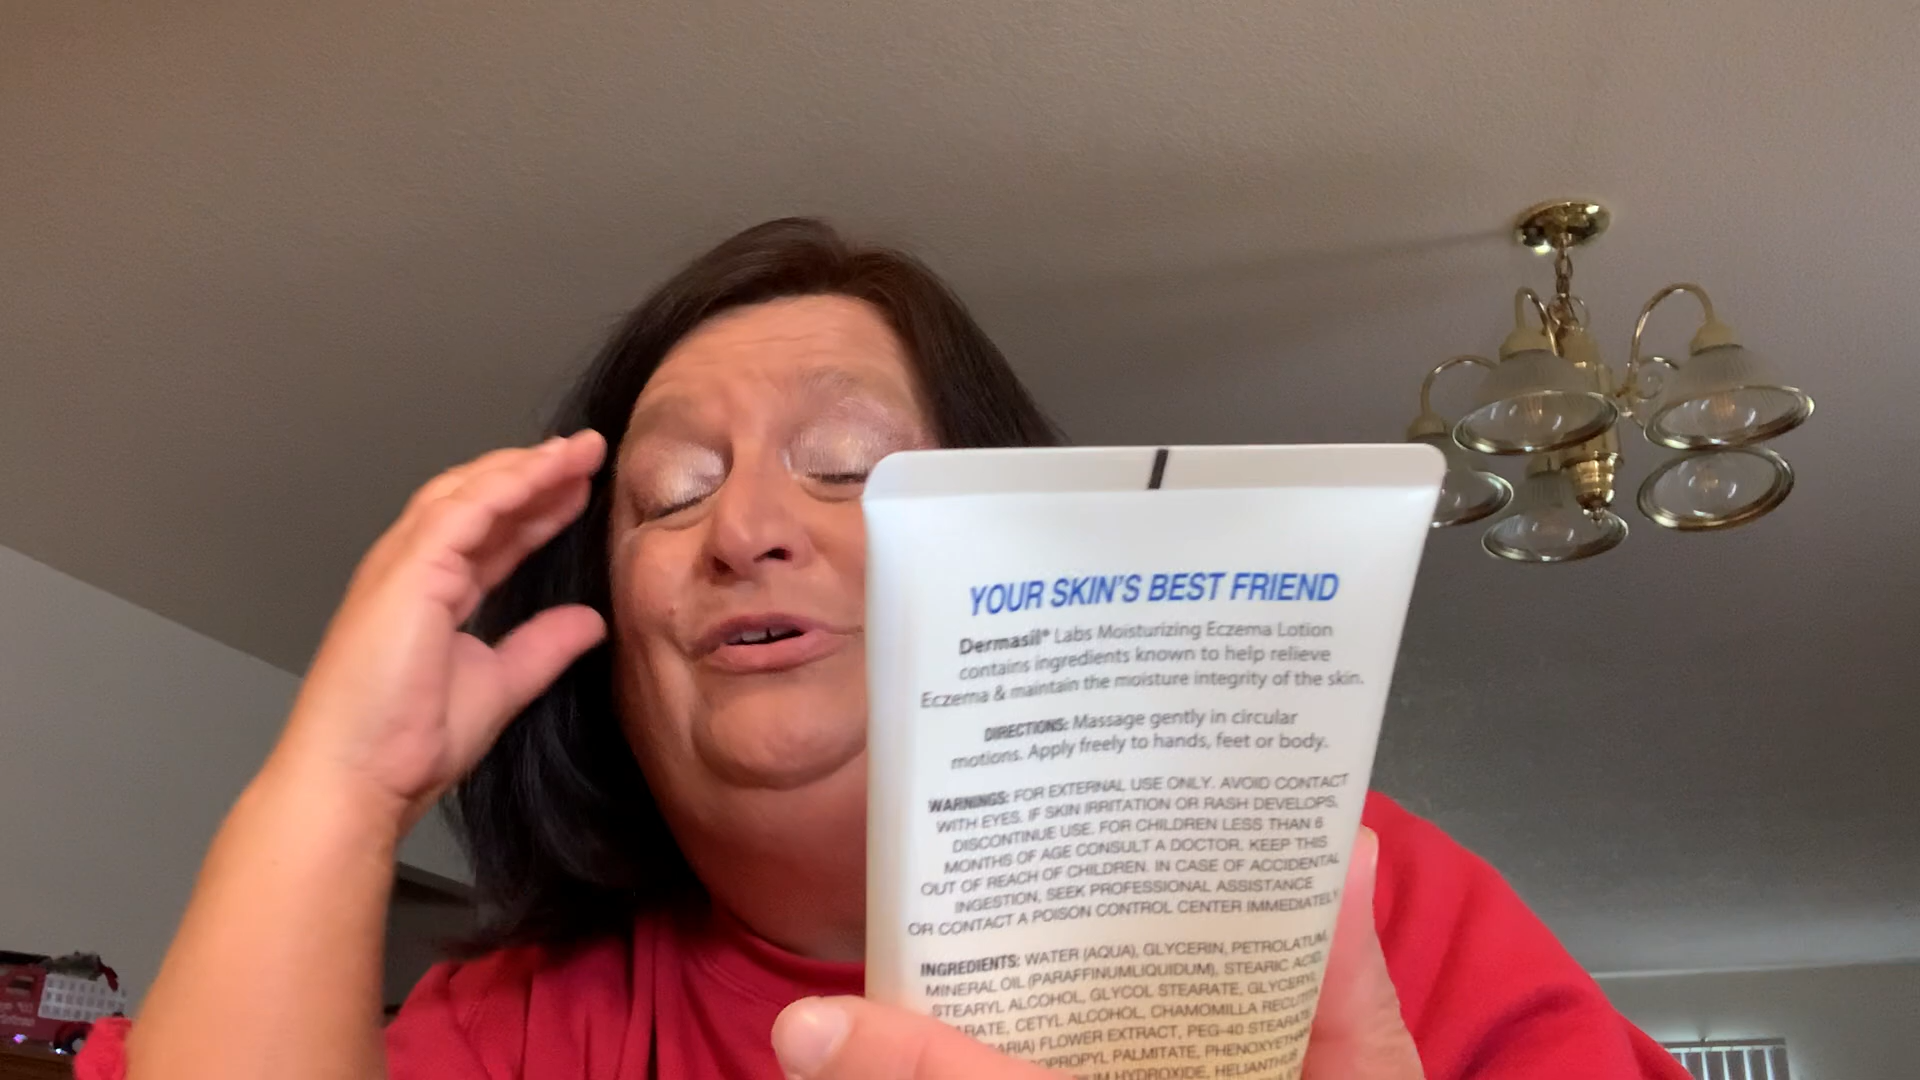 YOUR SKIN'S BEST FRIEND
Dermasil® Labs Moisturizing Eczema Lotion
contains ingredients known to help relieve
Eczema & maintain the moisture integrity of the skin.
DIRECTIONS: Massage gently in circular
motions. Apply freely to hands, feet or body.
WARNINGS: FOR EXTERNAL USE ONLY. AVOID CONTACT
WITH EYES. IF SKIN IRRITATION OR RASH DEVELOPS,
DISCONTINUE USE. FOR CHILDREN LESS THAN 6
MONTHS OF AGE CONSULT A DOCTOR. KEEP THIS
OUT OF REACH OF CHILDREN. IN CASE OF ACCIDENTAL
INGESTION, SEEK PROFESSIONAL ASSISTANCE
OR CONTACT A POISON CONTROL CENTER IMMEDIATELY
INGREDIENTS: WATER (AQUA), GLYCERIN, PETROLATUM,
MINERAL OIL (PARAFFINUMLIQUIDUM), STEARIC ACID,
STEARYL ALCOHOL, GLYCOL STEARATE, GLYCERYL
CETYL ALCOHOL, CHAMOMILLA RECUTITA
FLOWER EXTRACT, PEG-40 STEARATE,
PALMITATE,
HYDROXIDE,